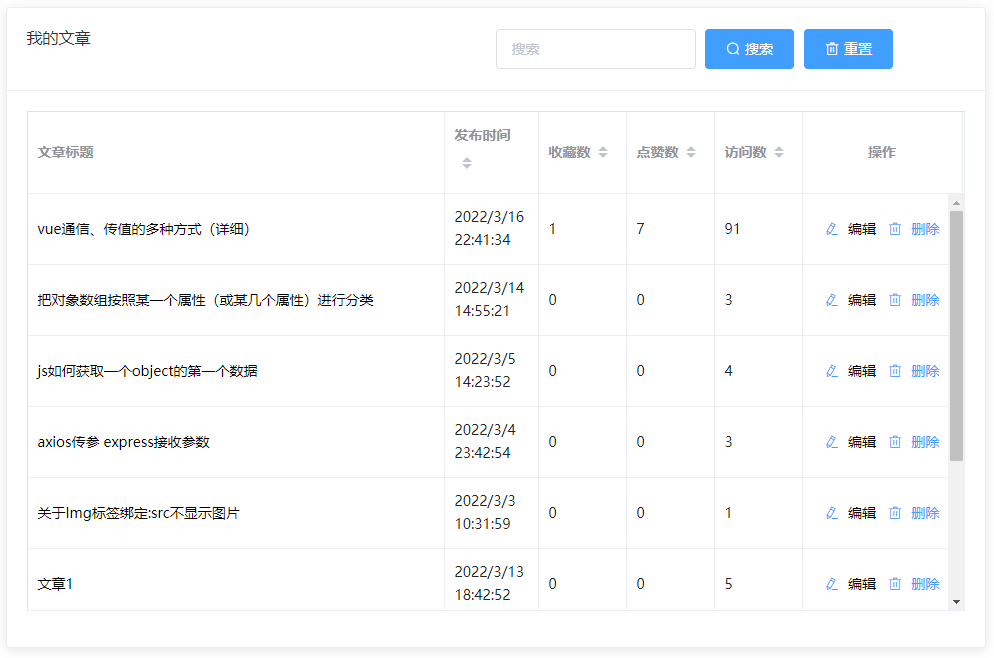 我的文章
搜索 搜索 重置
文章标题 发布时间 收藏数 点赞数 访问数 操作
vue通信、传值的多种方式（详细） 2022/3/16 22:41:34 1 7 91 编辑 删除
把对象数组按照某一个属性（或某几个属性）进行分类 2022/3/14 14:55:21 0 0 3 编辑 删除
js如何获取一个object的第一个数据 2022/3/5 14:23:52 0 0 4 编辑 删除
axios传参 express接收参数 2022/3/4 23:42:54 0 0 3 编辑 删除
关于Img标签绑定:src不显示图片 2022/3/3 10:31:59 0 0 1 编辑 删除
文章1 2022/3/13 18:42:52 0 0 5 编辑 删除